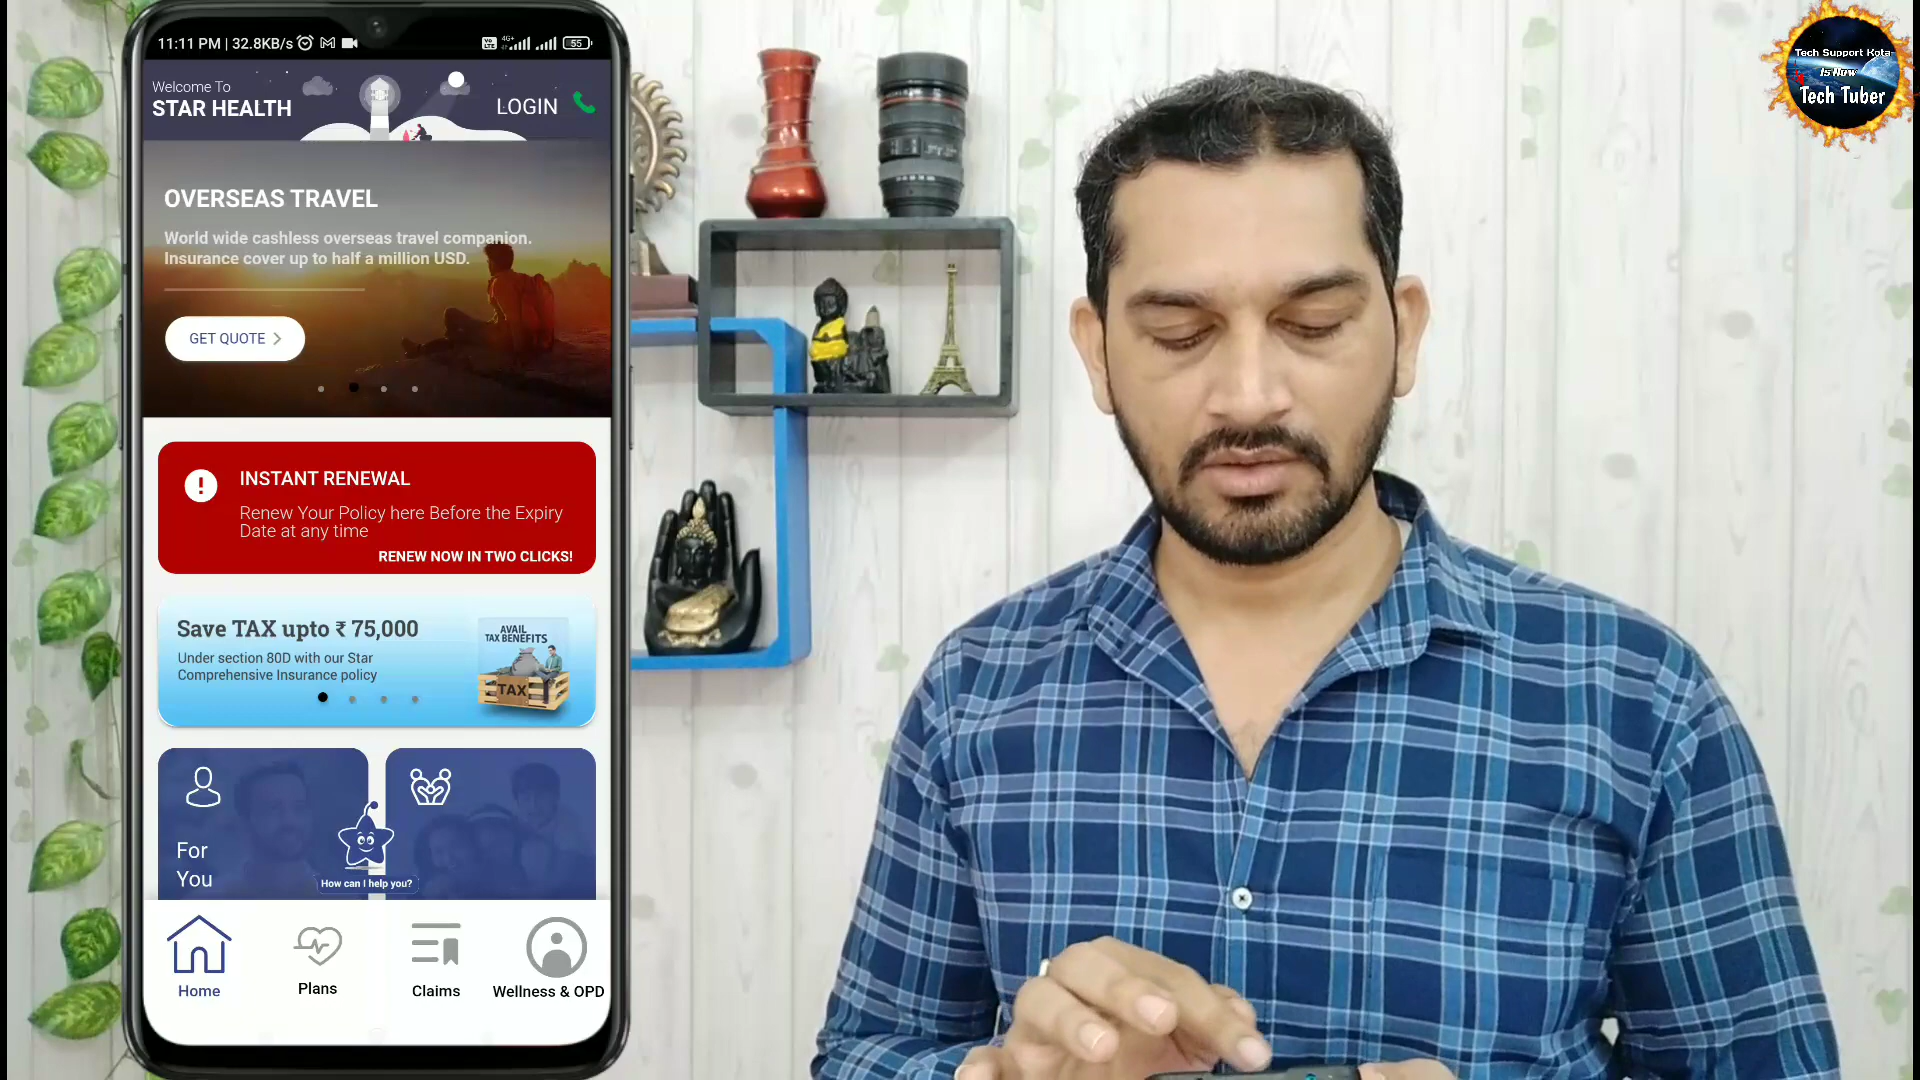 11:11 PM | 32.8KB/s
4G+
55
Welcome To
STAR HEALTH
LOGIN
OVERSEAS TRAVEL
World wide cashless overseas travel companion.
Insurance cover up to half a million USD.
GET QUOTE
INSTANT RENEWAL
Renew Your Policy here Before the Expiry
Date at any time
RENEW NOW IN TWO CLICKS!
Save TAX upto ₹ 75,000
Under section 80D with our Star
Comprehensive Insurance policy
AVAIL
TAX BENEFITS
TAX
For
You
How can I help you?
Home
Plans
Claims
Wellness & OPD
Tech Support Kota
Is Now
Tech Tuber